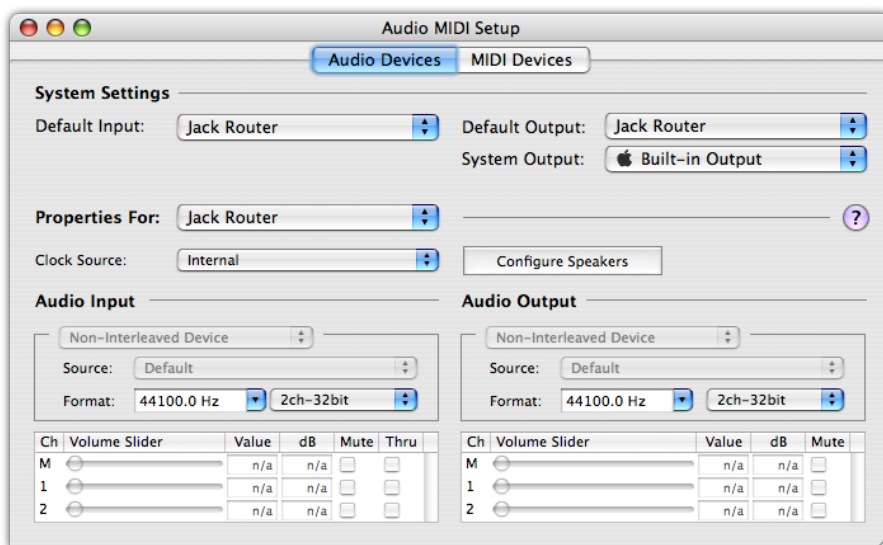 Audio MIDI Setup
Audio Devices MIDI Devices
System Settings
Default Input: Jack Router
Default Output: Jack Router
System Output: Built-in Output
Properties For: Jack Router
?
Clock Source: Internal
Configure Speakers
Audio Input
Non-Interleaved Device
Source: Default
Format: 44100.0 Hz 2ch-32bit
Ch Volume Slider Value dB Mute Thru
M n/a n/a
1 n/a n/a
2 n/a n/a
Audio Output
Non-Interleaved Device
Source: Default
Format: 44100.0 Hz 2ch-32bit
Ch Volume Slider Value dB Mute
M n/a n/a
1 n/a n/a
2 n/a n/a